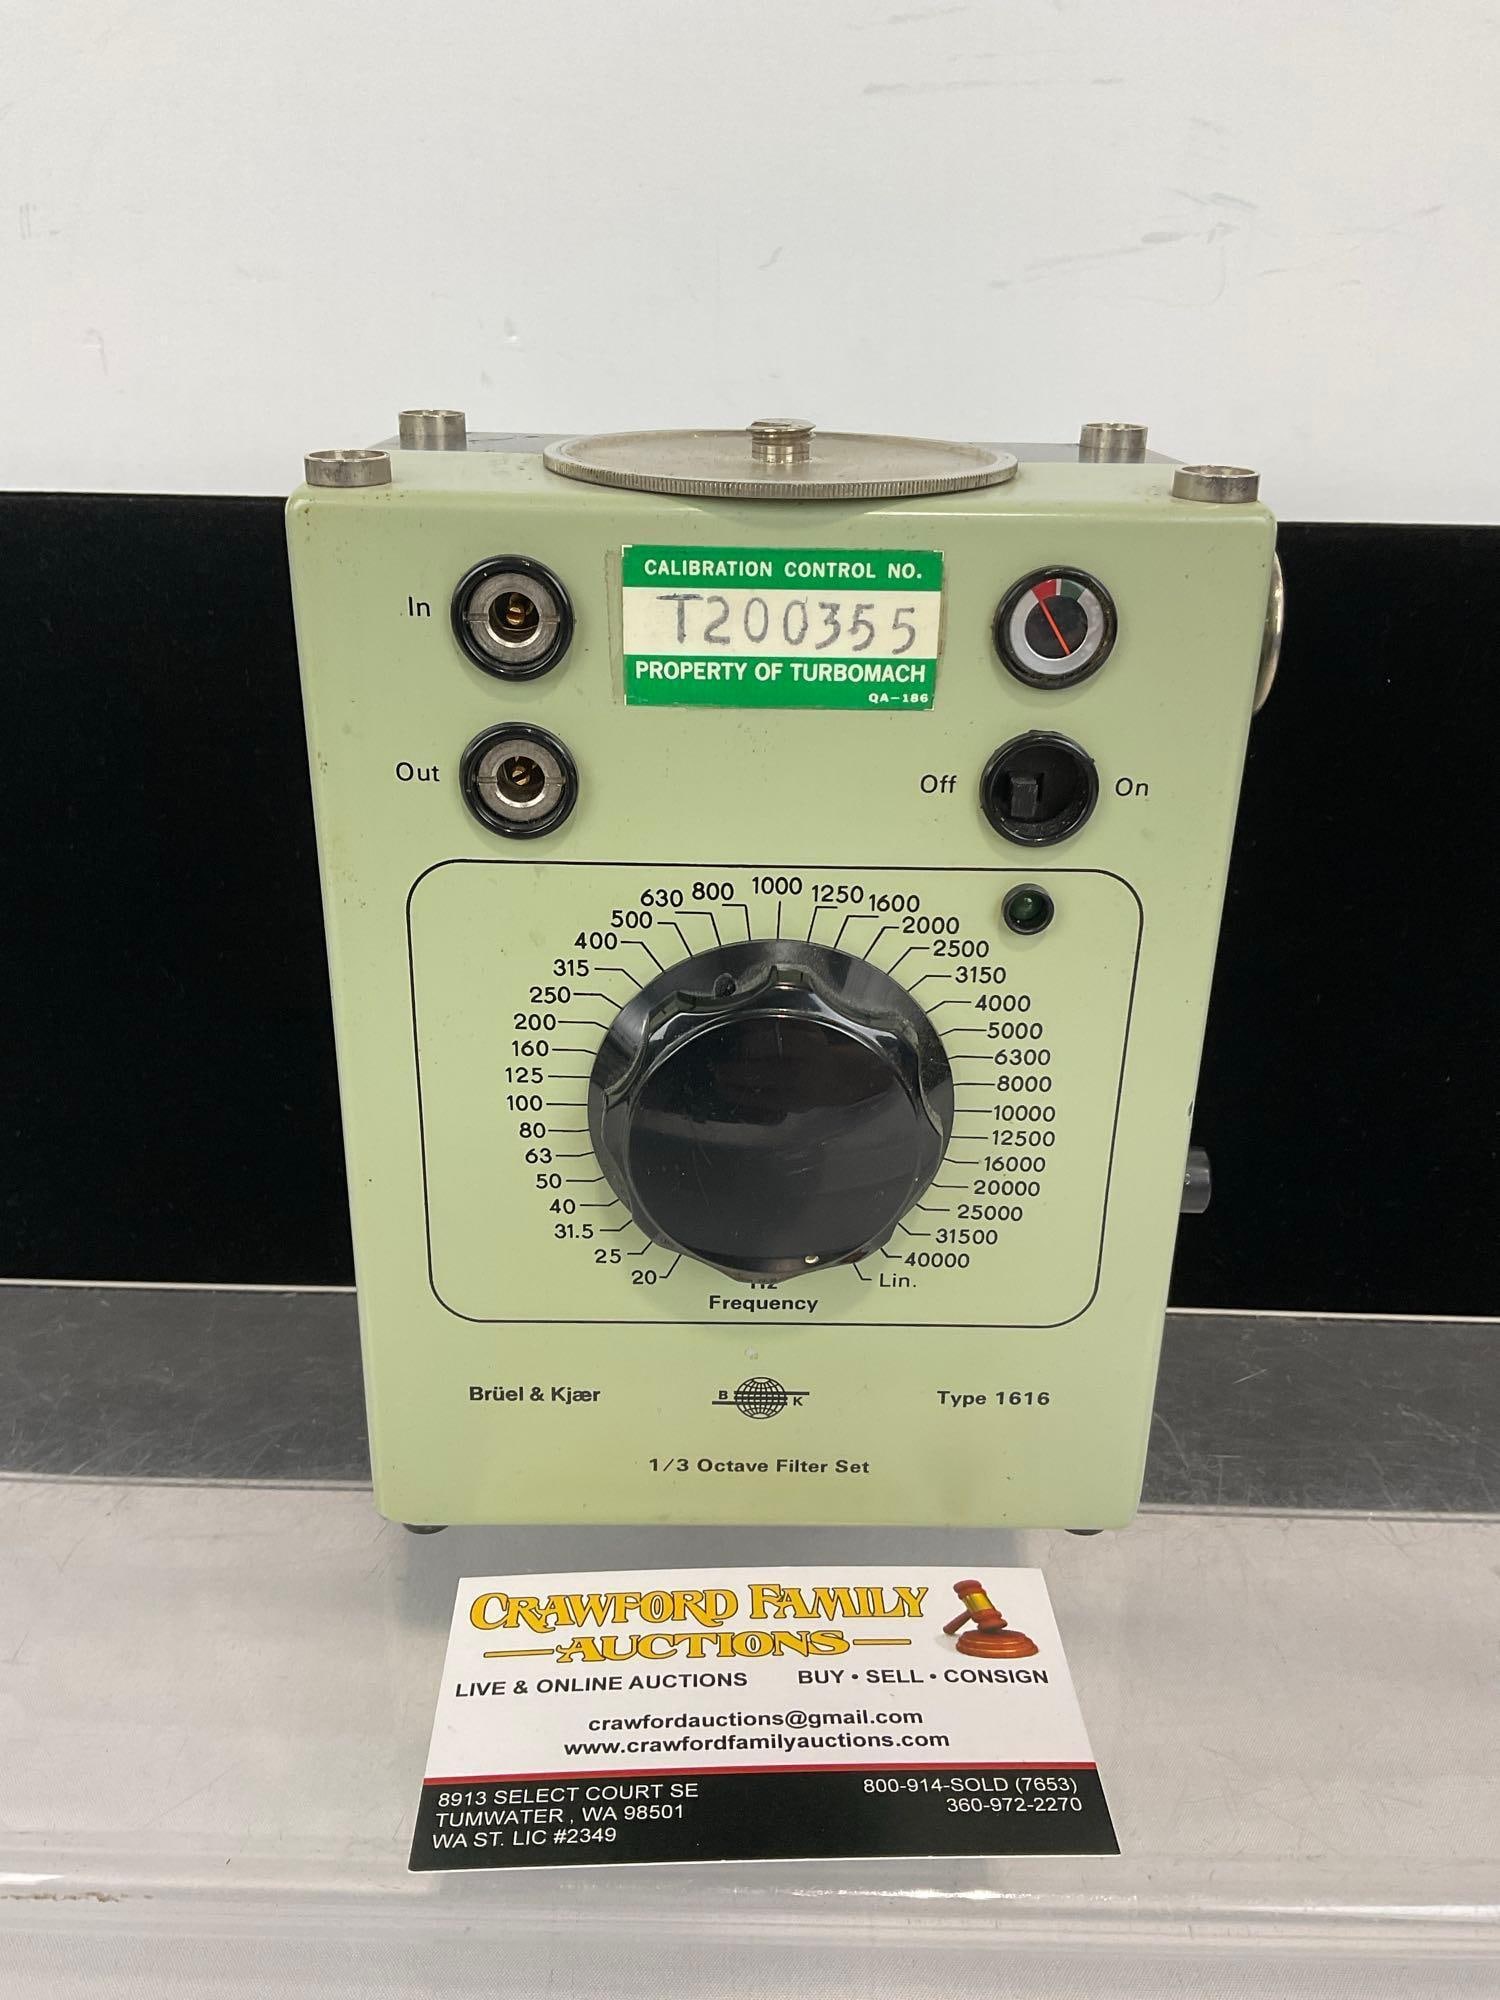 CALIBRATION CONTROL NO.
T200355
PROPERTY OF TURBOMACH
QA-186
In
Out
Off
On
1000
800
1250
630
1600
500
2000
400
2500
315
3150
250
4000
200
5000
160
6300
125
8000
100
10000
80
12500
63
16000
50
20000
40
25000
31.5
31500
25
40000
20
Lin.
Frequency
Brüel & Kjær
B K
Type 1616
1/3 Octave Filter Set
CRAWFORD FAMILY
AUCTIONS
LIVE & ONLINE AUCTIONS BUY • SELL • CONSIGN
crawfordauctions@gmail.com
www.crawfordfamilyauctions.com
8913 SELECT COURT SE
TUMWATER, WA 98501
WA ST. LIC #2349
800-914-SOLD (7653)
360-972-2270